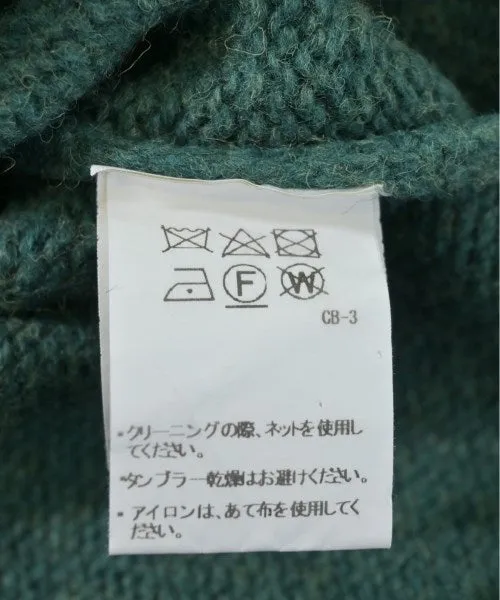 F W
CB-3
・クリーニングの際、ネットを使用し
てください。
・タンブラー乾燥はお避けください。
・アイロンは、あて布を使用してく
ださい。